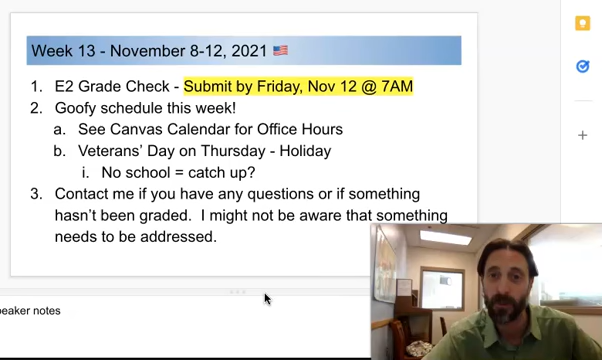 Week 13 - November 8-12, 2021 🇺🇸
1. E2 Grade Check - Submit by Friday, Nov 12 @ 7AM
2. Goofy schedule this week!
a. See Canvas Calendar for Office Hours
b. Veterans’ Day on Thursday - Holiday
i. No school = catch up?
3. Contact me if you have any questions or if something
hasn’t been graded. I might not be aware that something
needs to be addressed.
peaker notes